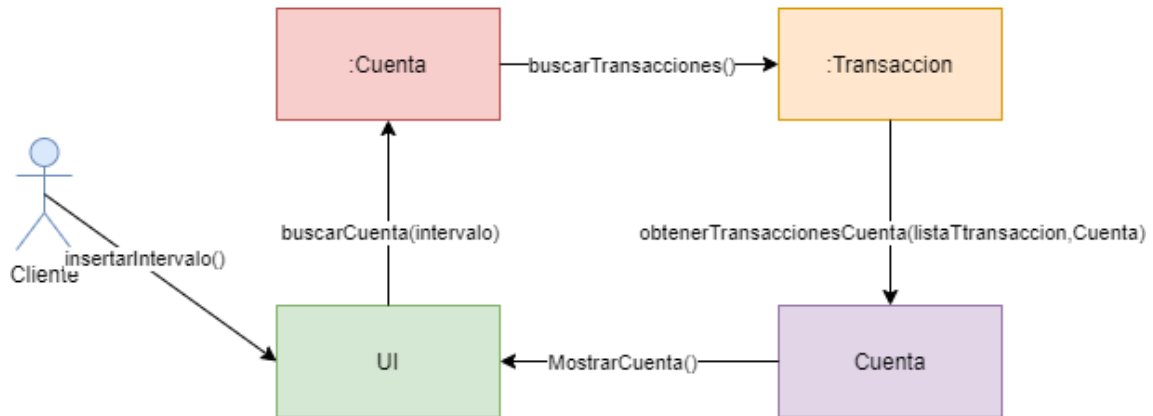 :Cuenta
buscarTransacciones()
:Transaccion
buscarCuenta(intervalo)
obtenerTransaccionesCuenta(listaTtransaccion,Cuenta)
insertarIntervalo()
Cliente
UI
MostrarCuenta()
Cuenta